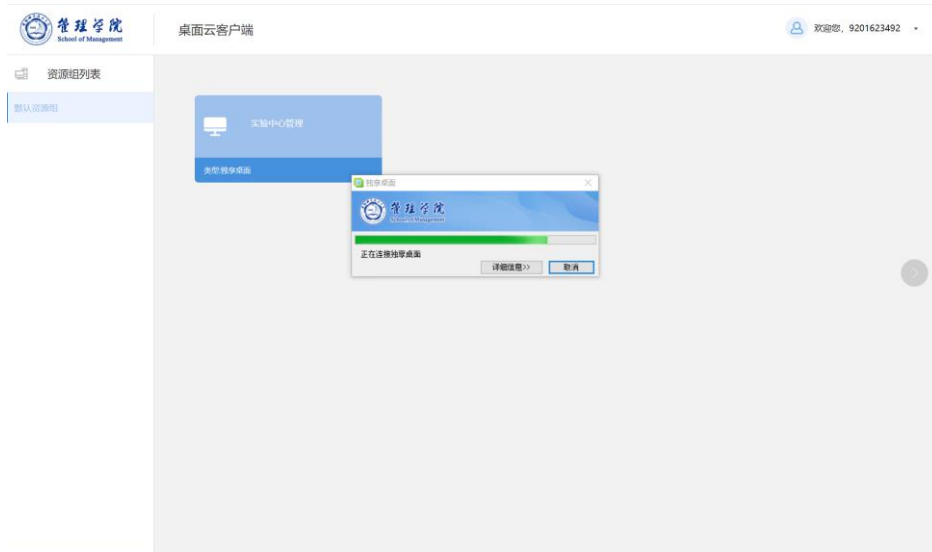 管理学院
School of Management
桌面云客户端
欢迎您，9201623492
资源组列表
默认资源组
实验中心管理
类型:独享桌面
独享桌面
管理学院
School of Management
正在连接独享桌面
详细信息>>
取消